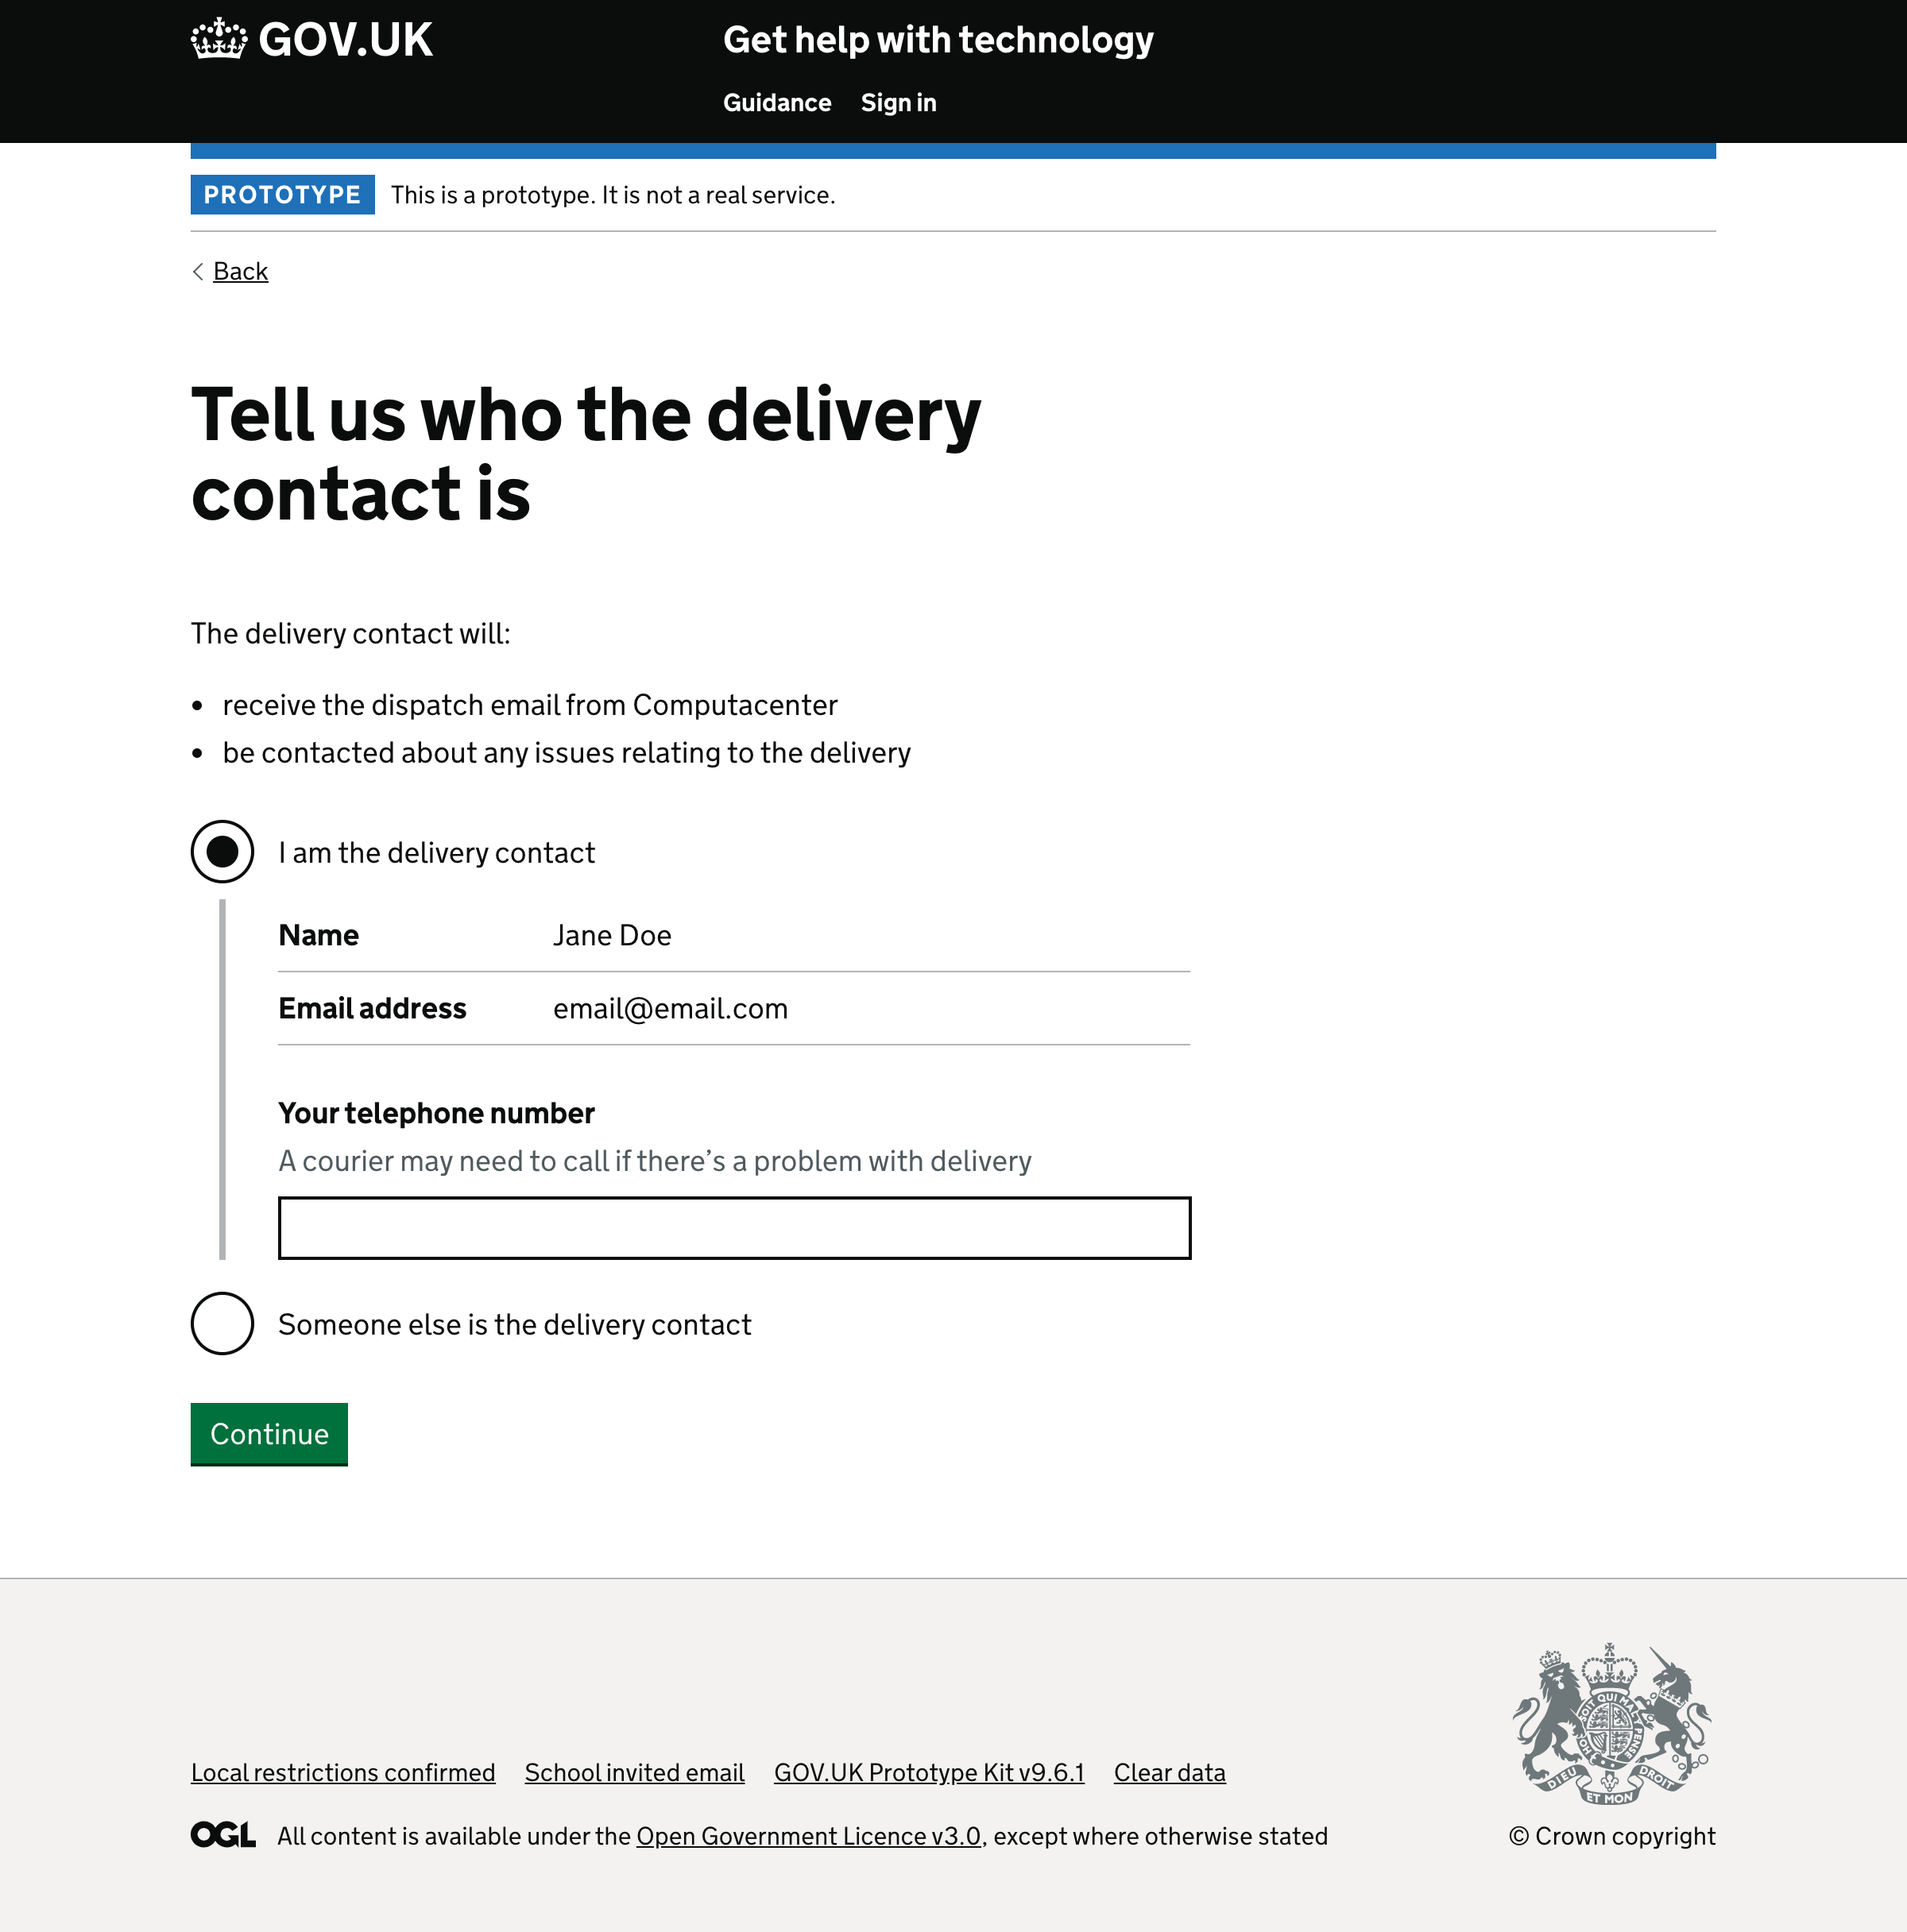 GOV.UK
Get help with technology
Guidance Sign in
PROTOTYPE This is a prototype. It is not a real service.
Back
Tell us who the delivery
contact is
The delivery contact will:
• receive the dispatch email from Computacenter
• be contacted about any issues relating to the delivery
I am the delivery contact
Name Jane Doe
Email address email@email.com
Your telephone number
A courier may need to call if there’s a problem with delivery
Someone else is the delivery contact
Continue
Local restrictions confirmed School invited email GOV.UK Prototype Kit v9.6.1 Clear data
OGL All content is available under the Open Government Licence v3.0, except where otherwise stated
DIEU ET MON DROIT
© Crown copyright